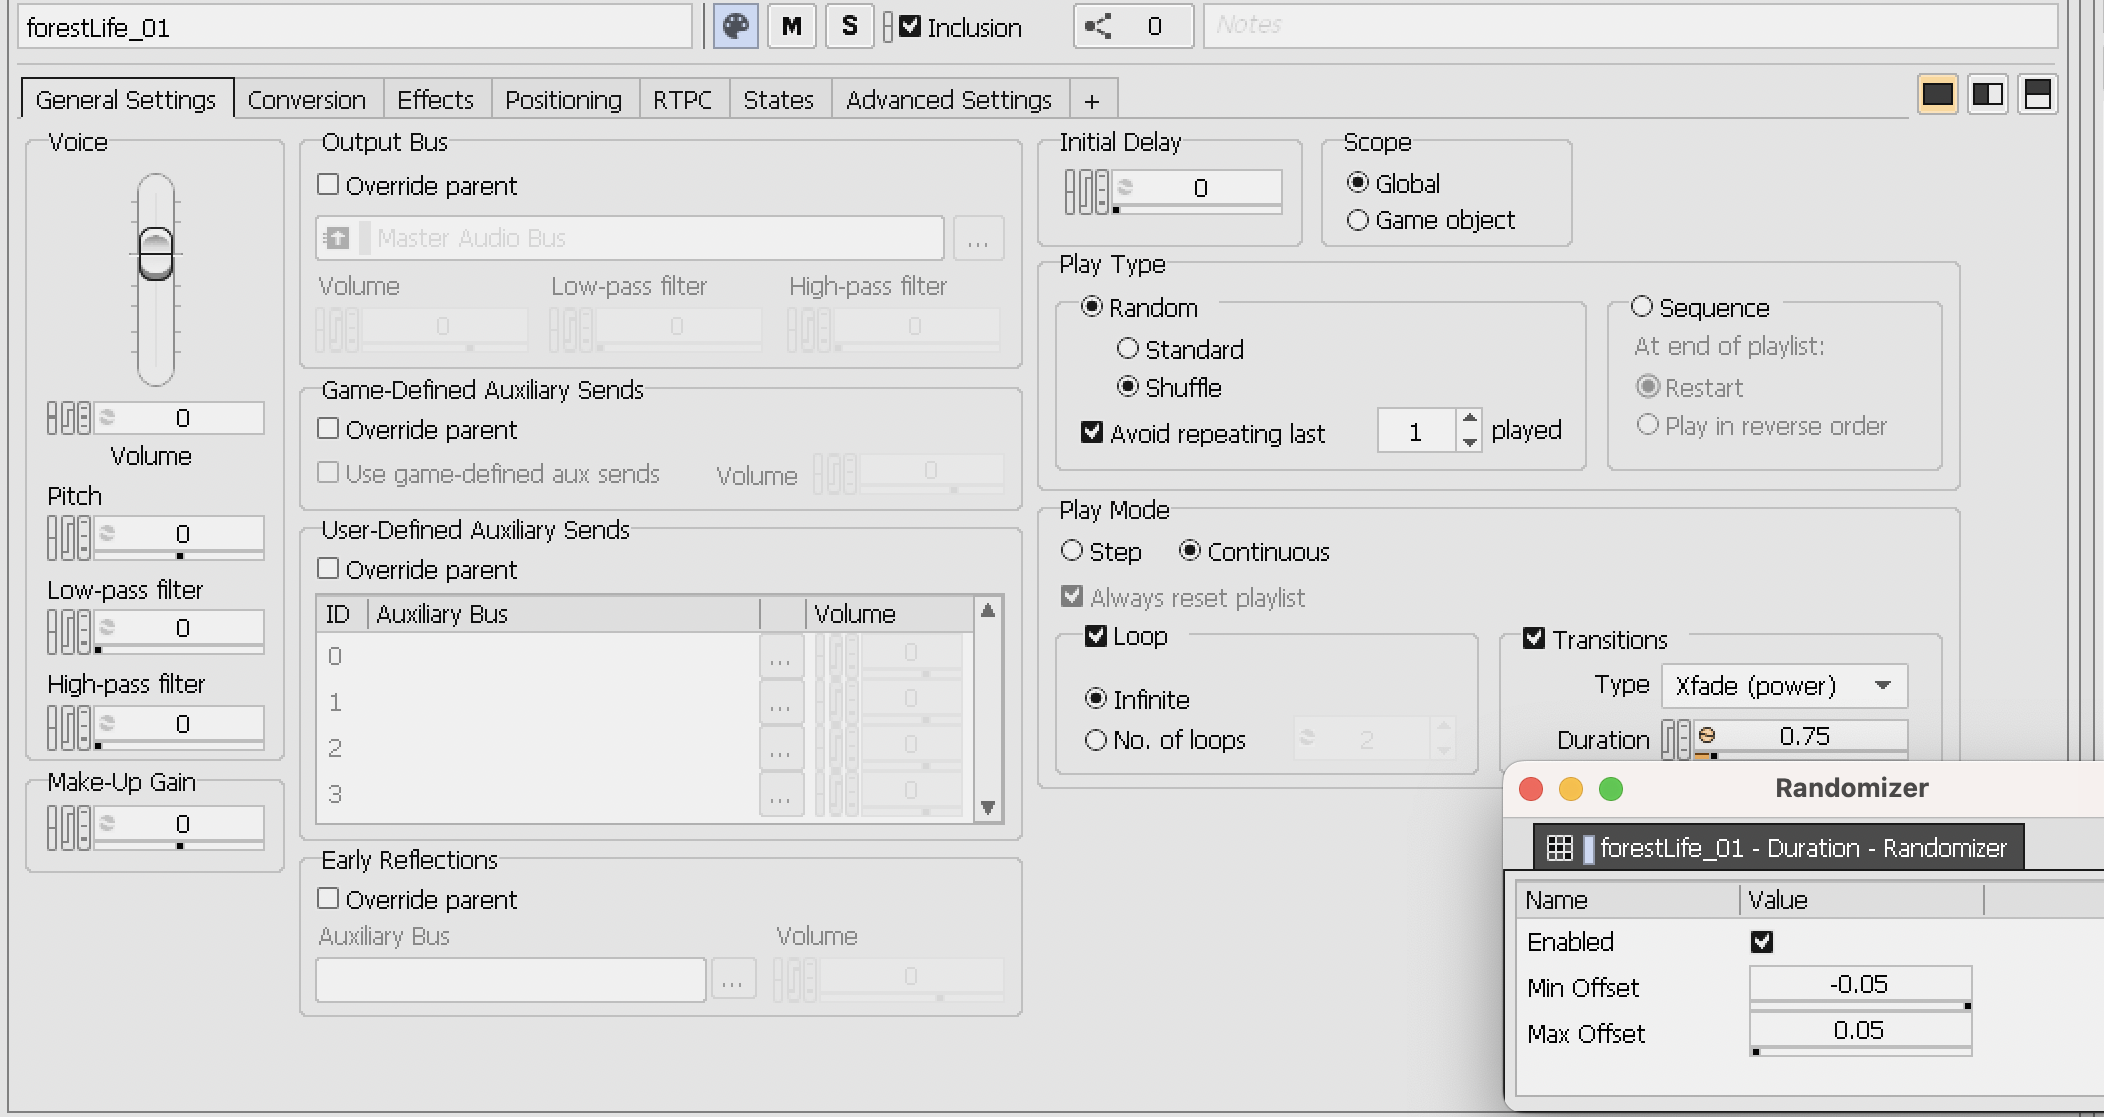 forestLife_01
M
S
Inclusion
0
Notes
General Settings
Conversion
Effects
Positioning
RTPC
States
Advanced Settings
+
Voice
0
Volume
Pitch
0
Low-pass filter
0
High-pass filter
0
Make-Up Gain
0
Output Bus
Override parent
Master Audio Bus
...
Volume
Low-pass filter
High-pass filter
0
0
0
Game-Defined Auxiliary Sends
Override parent
Use game-defined aux sends
Volume
0
User-Defined Auxiliary Sends
Override parent
ID
Auxiliary Bus
Volume
0
...
0
1
...
0
2
...
0
3
...
0
Early Reflections
Override parent
Auxiliary Bus
Volume
...
0
Initial Delay
0
Scope
Global
Game object
Play Type
Random
Standard
Shuffle
Avoid repeating last
1
played
Sequence
At end of playlist:
Restart
Play in reverse order
Play Mode
Step
Continuous
Always reset playlist
Loop
Infinite
No. of loops
2
Transitions
Type
Xfade (power)
Duration
0.75
Randomizer
forestLife_01 - Duration - Randomizer
Name
Value
Enabled
Min Offset
-0.05
Max Offset
0.05